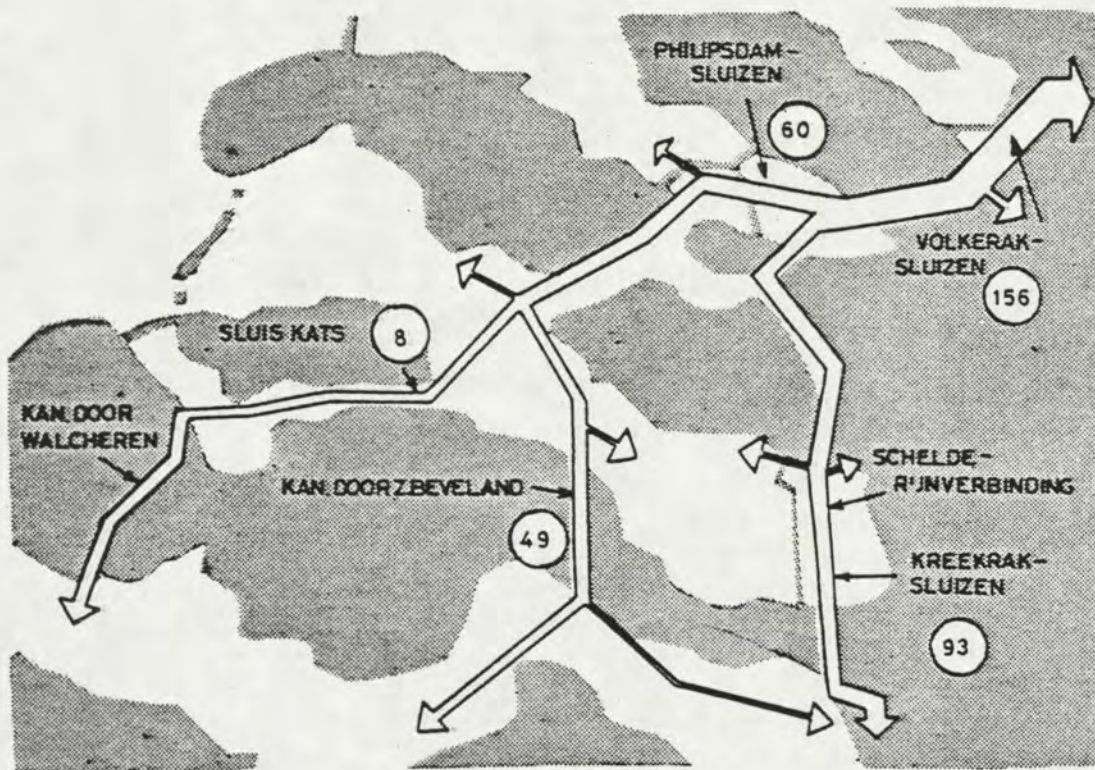 PHILIPSDAM-
SLUIZEN
60
VOLKERAK-
SLUIZEN
156
SLUIS KATS
8
KAN. DOOR
WALCHEREN
KAN. DOOR Z. BEVELAND
49
SCHELDE-
RIJNVERBINDING
KREEKRAK-
SLUIZEN
93